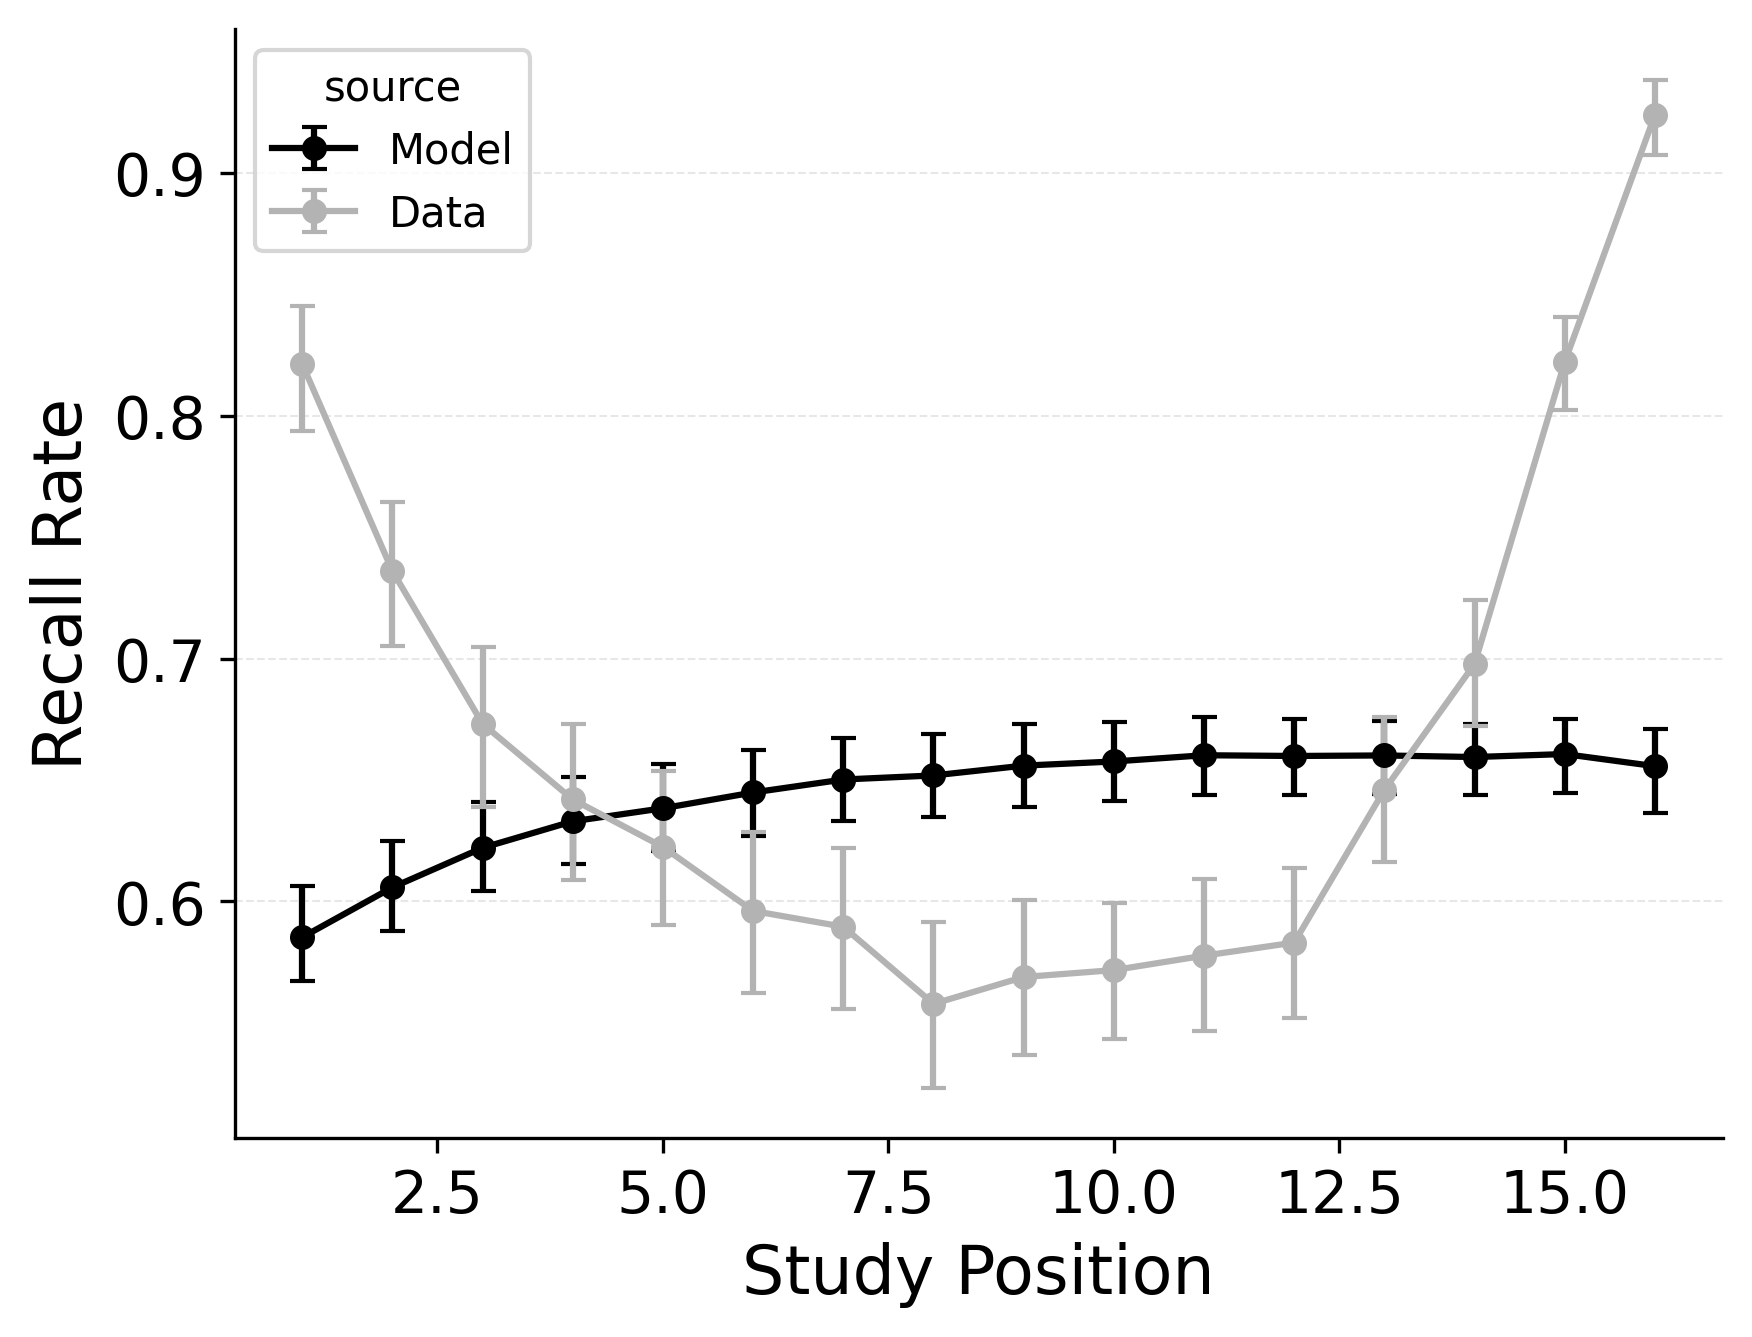 source
Model
Data
0.9
0.8
0.7
0.6
Recall Rate
2.5 5.0 7.5 10.0 12.5 15.0
Study Position